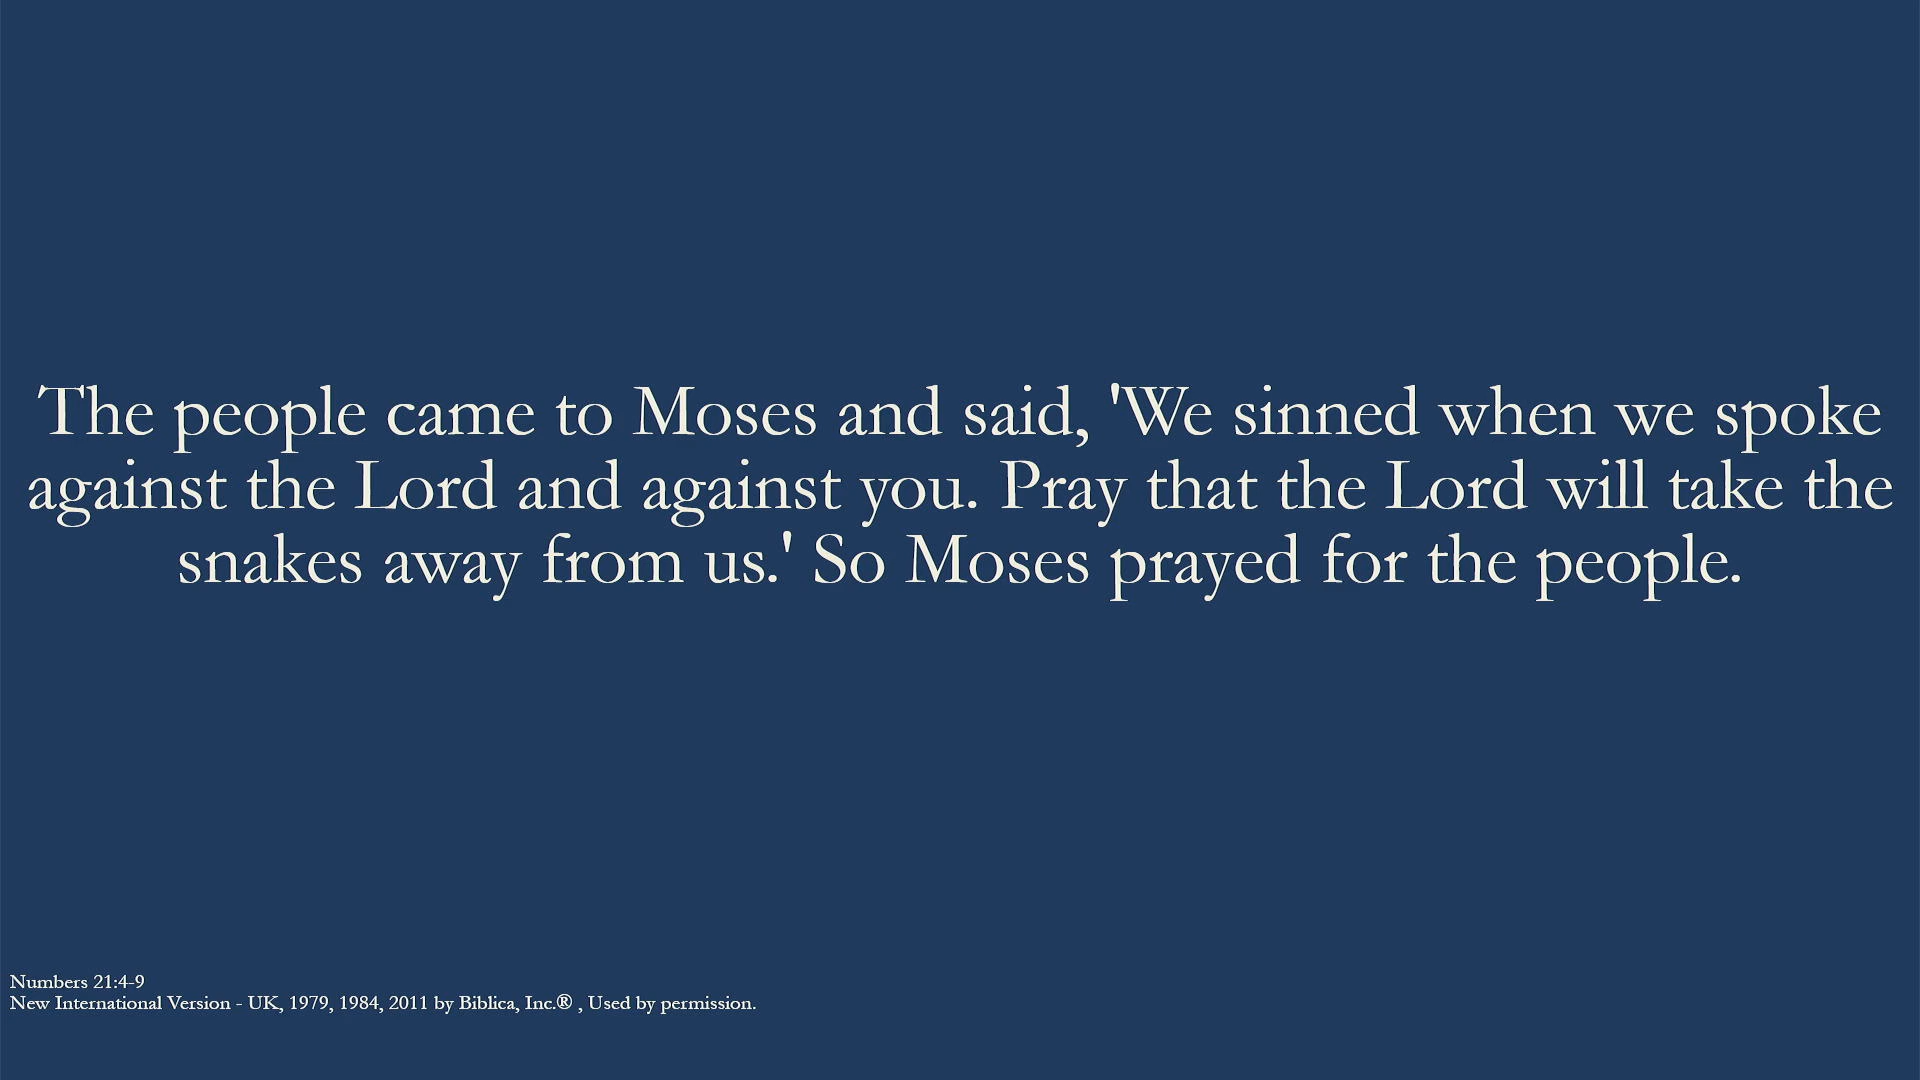 The people came to Moses and said, 'We sinned when we spoke
against the Lord and against you. Pray that the Lord will take the
snakes away from us.' So Moses prayed for the people.
Numbers 21:4-9
New International Version - UK, 1979, 1984, 2011 by Biblica, Inc.® , Used by permission.